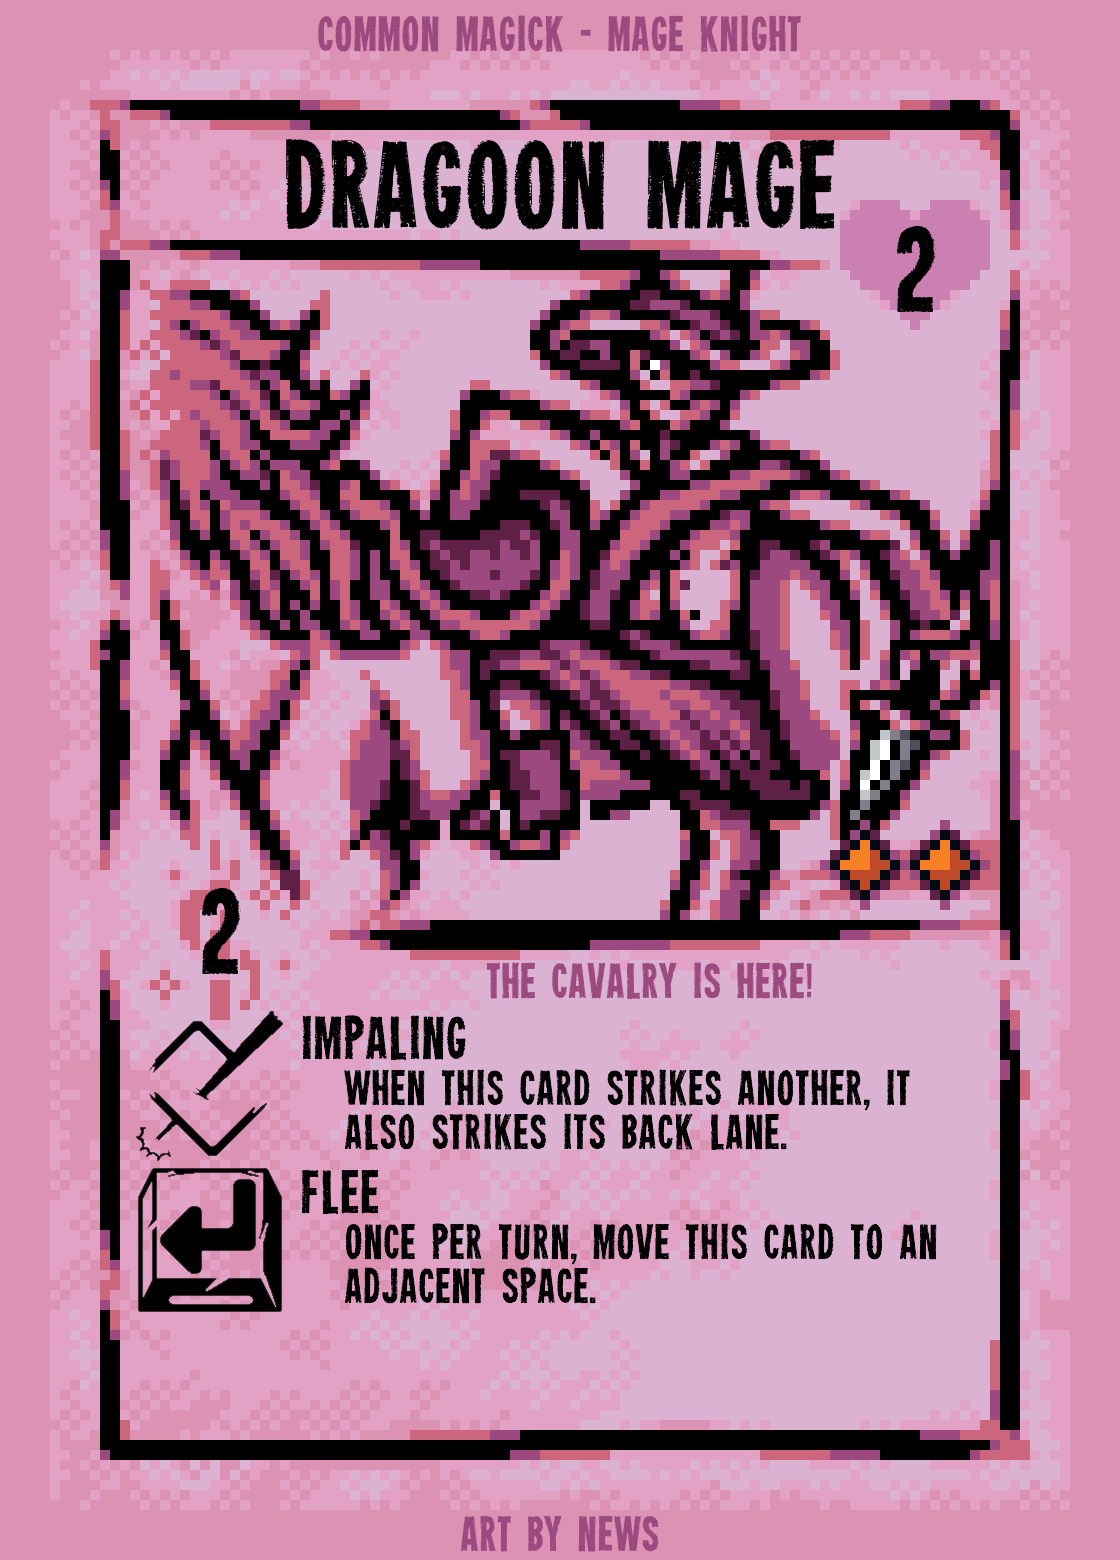 COMMON MAGICK - MAGE KNIGHT
DRAGOON MAGE
2
2
THE CAVALRY IS HERE!
IMPALING
WHEN THIS CARD STRIKES ANOTHER, IT
ALSO STRIKES ITS BACK LANE.
FLEE
ONCE PER TURN, MOVE THIS CARD TO AN
ADJACENT SPACE.
ART BY NEWS